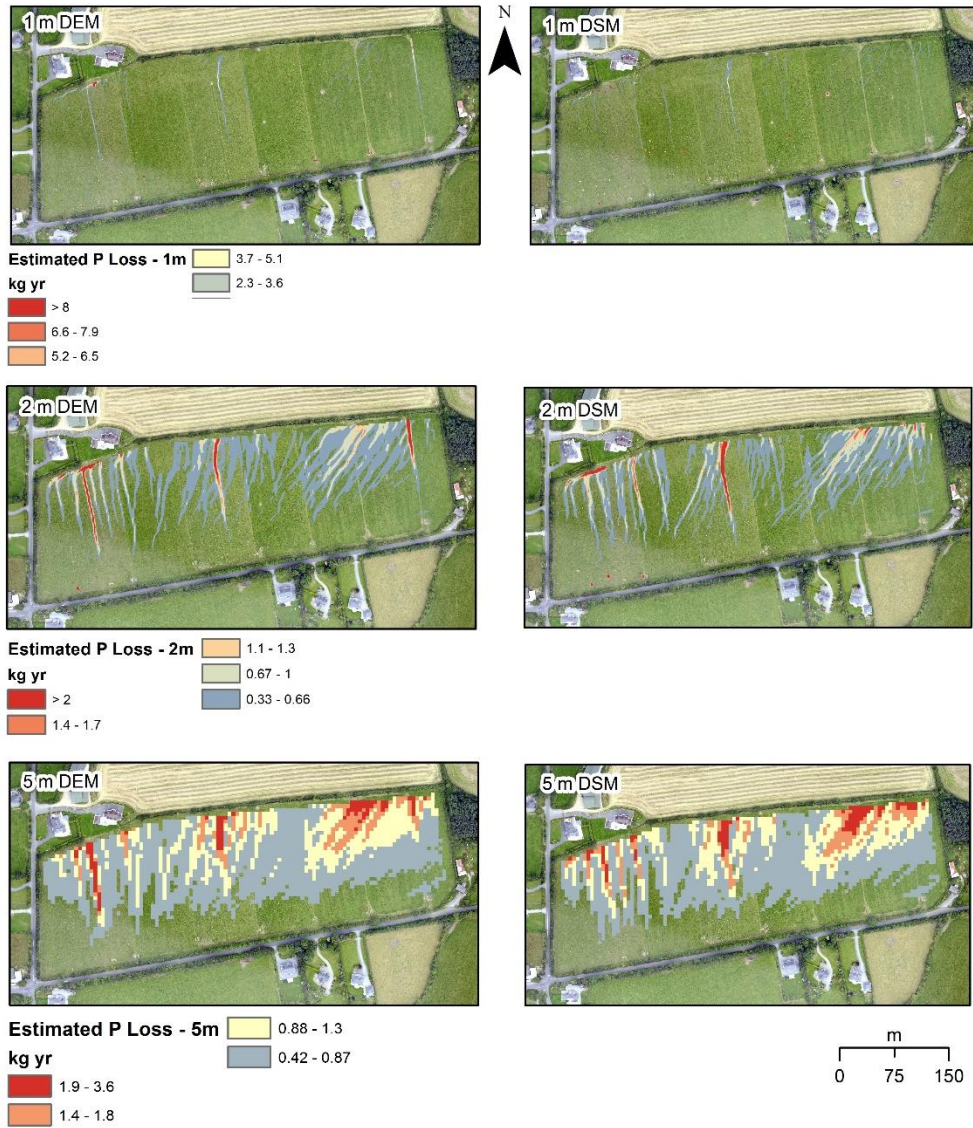 1 m DEM
N
1 m DSM
Estimated P Loss - 1m
kg yr
> 8
6.6 - 7.9
5.2 - 6.5
3.7 - 5.1
2.3 - 3.6
2 m DEM
2 m DSM
Estimated P Loss - 2m
kg yr
> 2
1.4 - 1.7
1.1 - 1.3
0.67 - 1
0.33 - 0.66
5 m DEM
5 m DSM
Estimated P Loss - 5m
kg yr
1.9 - 3.6
1.4 - 1.8
0.88 - 1.3
0.42 - 0.87
m
0 75 150